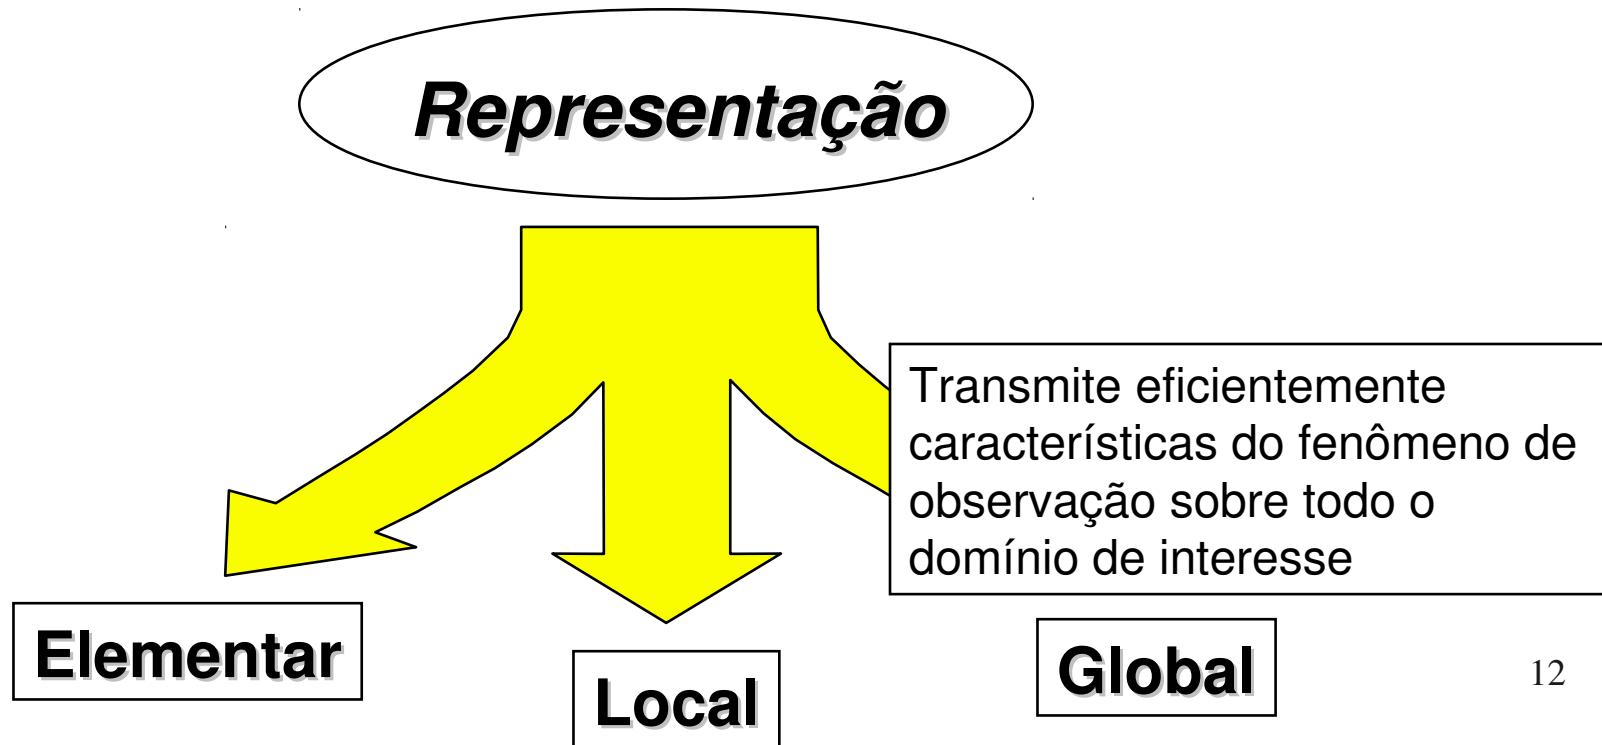 Representação
Transmite eficientemente
características do fenômeno de
observação sobre todo o
domínio de interesse
Elementar
Local
Global
12